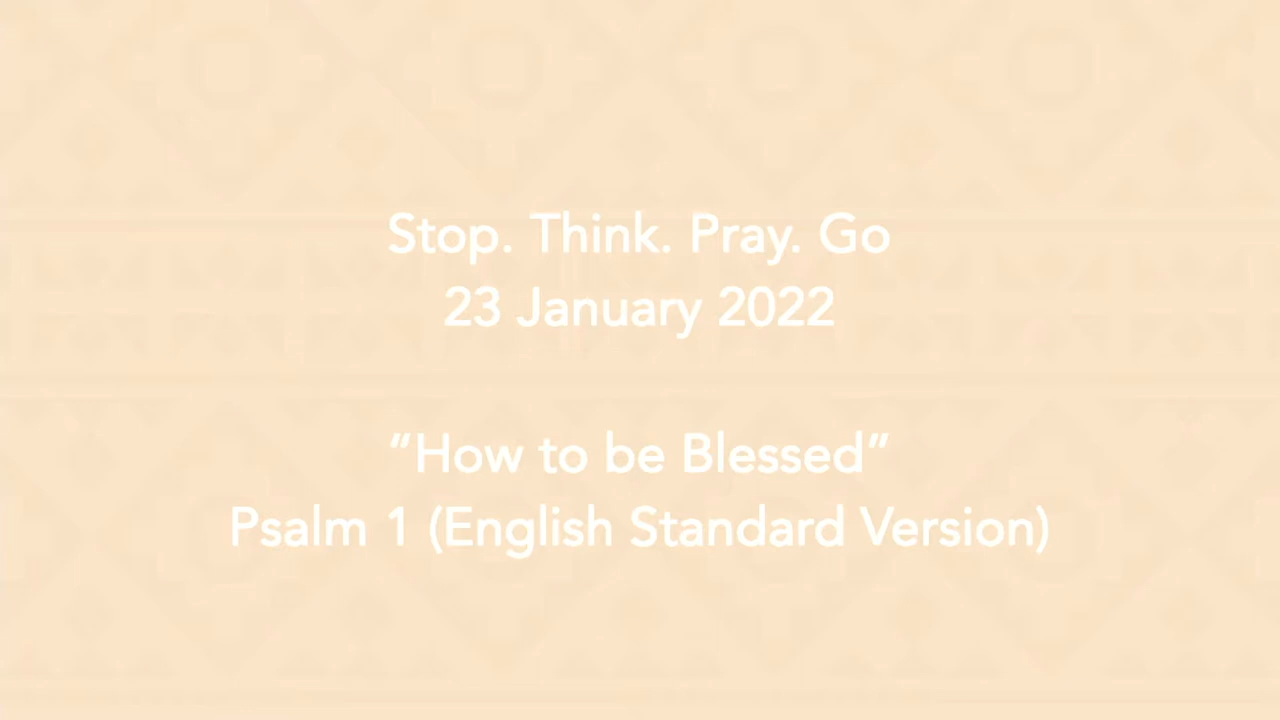 Stop. Think. Pray. Go
23 January 2022
“How to be Blessed”
Psalm 1 (English Standard Version)